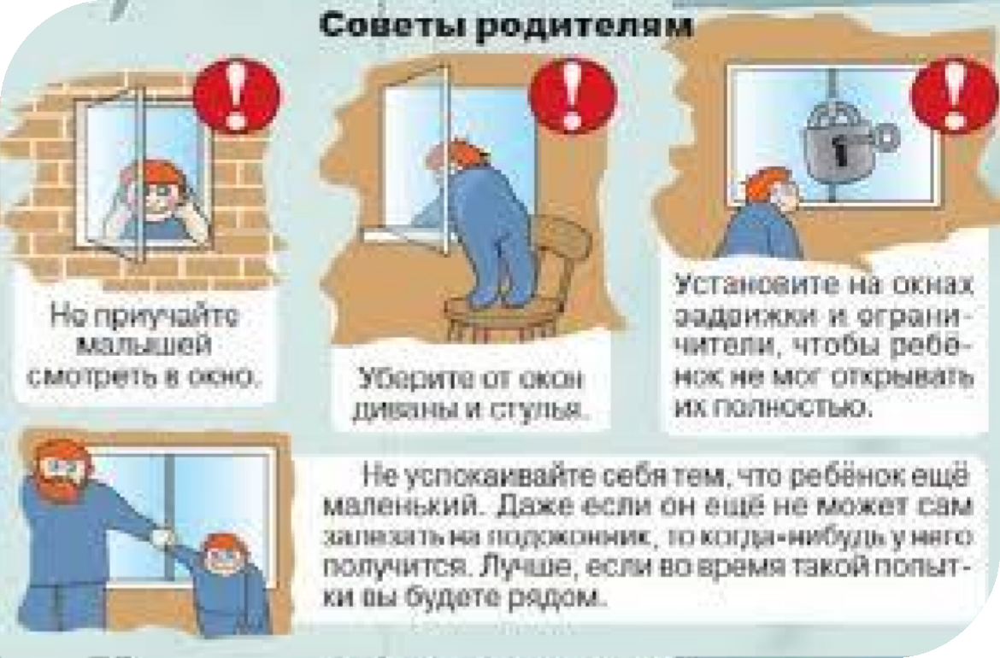 Советы родителям
Не приучайте
малышей
смотреть в окно.
Уберите от окон
диваны и стулья.
Установите на окнах
задвижки и ограни-
чители, чтобы ребё-
нок не мог открывать
их полностью.
Не успокаивайте себя тем, что ребёнок ещё
маленький. Даже если он ещё не может сам
залезать на подоконник, то когда-нибудь у него
получится. Лучше, если во время такой попыт-
ки вы будете рядом.